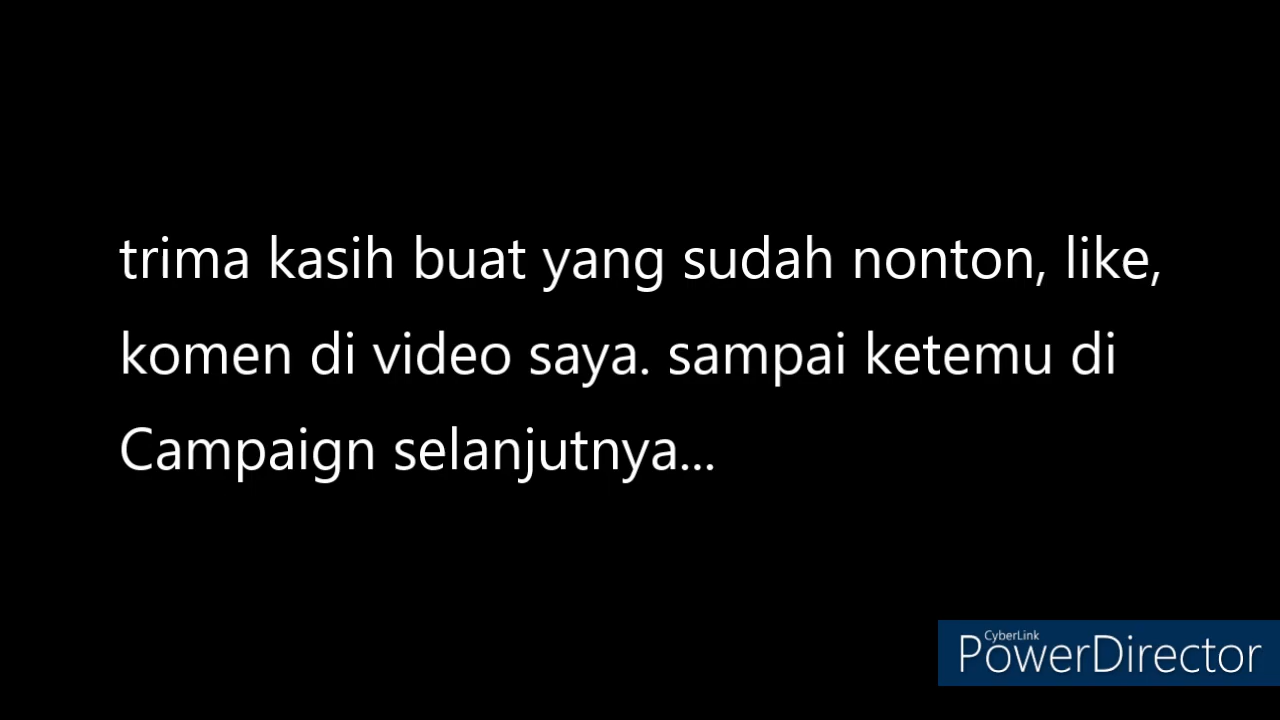 trima kasih buat yang sudah nonton, like,
komen di video saya. sampai ketemu di
Campaign selanjutnya...
CyberLink
PowerDirector